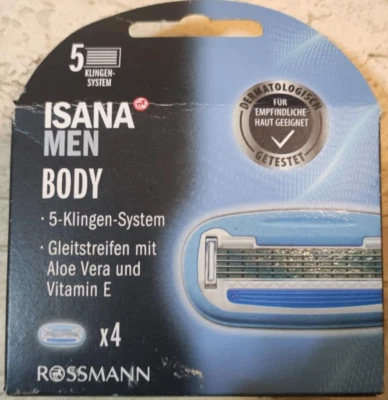 5
KLINGEN-
SYSTEM
DERMATOLOGISCH
FÜR
EMPFINDLICHE
HAUT GEEIGNET
GETESTET
ISANA
MEN
BODY
· 5-Klingen-System
· Gleitstreifen mit
Aloe Vera und
Vitamin E
x4
ROSSMANN